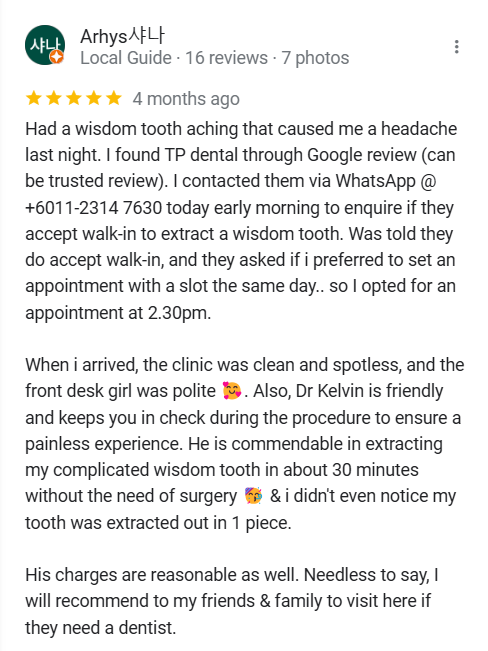 샤나
Arhys샤나
Local Guide · 16 reviews · 7 photos
4 months ago
Had a wisdom tooth aching that caused me a headache
last night. I found TP dental through Google review (can
be trusted review). I contacted them via WhatsApp @
+6011-2314 7630 today early morning to enquire if they
accept walk-in to extract a wisdom tooth. Was told they
do accept walk-in, and they asked if i preferred to set an
appointment with a slot the same day.. so I opted for an
appointment at 2.30pm.
When i arrived, the clinic was clean and spotless, and the
front desk girl was polite 🥰. Also, Dr Kelvin is friendly
and keeps you in check during the procedure to ensure a
painless experience. He is commendable in extracting
my complicated wisdom tooth in about 30 minutes
without the need of surgery 🥳 & i didn't even notice my
tooth was extracted out in 1 piece.
His charges are reasonable as well. Needless to say, I
will recommend to my friends & family to visit here if
they need a dentist.